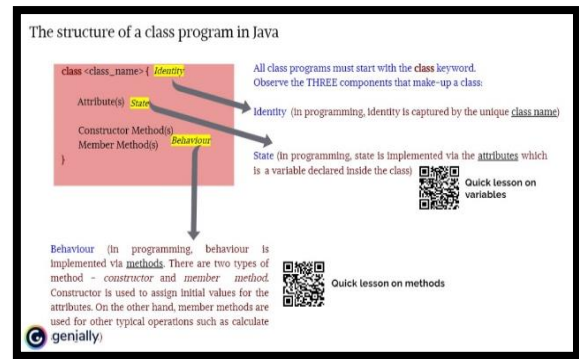 The structure of a class program in Java
class <class_name> { Identity
Attribute(s) State
Constructor Method(s)
Member Method(s) Behaviour
}
All class programs must start with the class keyword.
Observe the THREE components that make-up a class:
Identity (in programming, identity is captured by the unique class name)
State (in programming, state is implemented via the attributes which
is a variable declared inside the class)
Quick lesson on
variables
Behaviour (in programming, behaviour is
implemented via methods. There are two types of
method - constructor and member method.
Constructor is used to assign initial values for the
attributes. On the other hand, member methods are
used for other typical operations such as calculate
Quick lesson on methods
genially